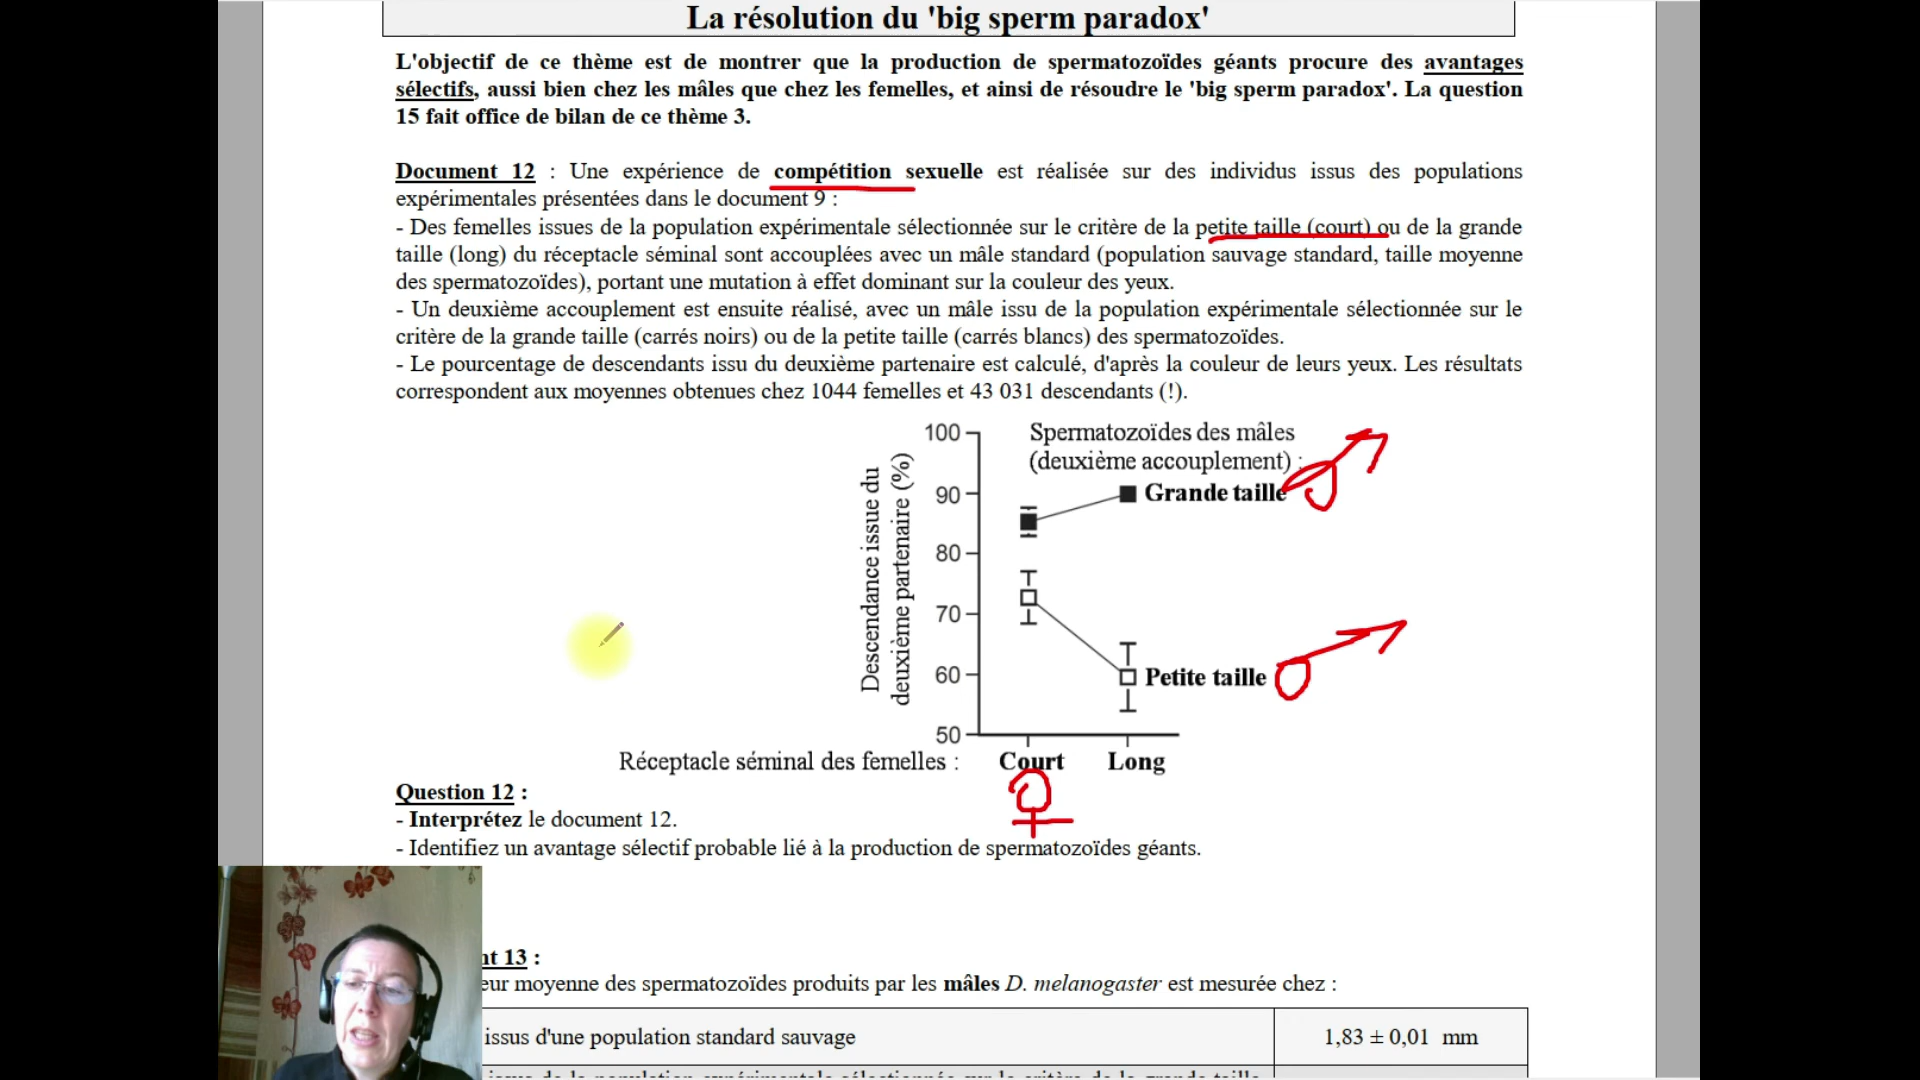 La résolution du 'big sperm paradox'
L'objectif de ce thème est de montrer que la production de spermatozoïdes géants procure des avantages
sélectifs, aussi bien chez les mâles que chez les femelles, et ainsi de résoudre le 'big sperm paradox'. La question
15 fait office de bilan de ce thème 3.
Document 12 : Une expérience de compétition sexuelle est réalisée sur des individus issus des populations
expérimentales présentées dans le document 9 :
- Des femelles issues de la population expérimentale sélectionnée sur le critère de la petite taille (court) ou de la grande
taille (long) du réceptacle séminal sont accouplées avec un mâle standard (population sauvage standard, taille moyenne
des spermatozoïdes), portant une mutation à effet dominant sur la couleur des yeux.
- Un deuxième accouplement est ensuite réalisé, avec un mâle issu de la population expérimentale sélectionnée sur le
critère de la grande taille (carrés noirs) ou de la petite taille (carrés blancs) des spermatozoïdes.
- Le pourcentage de descendants issu du deuxième partenaire est calculé, d'après la couleur de leurs yeux. Les résultats
correspondent aux moyennes obtenues chez 1044 femelles et 43 031 descendants (!).
Descendance issue du
deuxième partenaire (%)
100
90
80
70
60
50
Spermatozoïdes des mâles
(deuxième accouplement) :
Grande taille
Petite taille
Réceptacle séminal des femelles : Court Long
Question 12 :
- Interprétez le document 12.
- Identifiez un avantage sélectif probable lié à la production de spermatozoïdes géants.
nt 13 :
eur moyenne des spermatozoïdes produits par les mâles D. melanogaster est mesurée chez :
issus d'une population standard sauvage 1,83 ± 0,01 mm